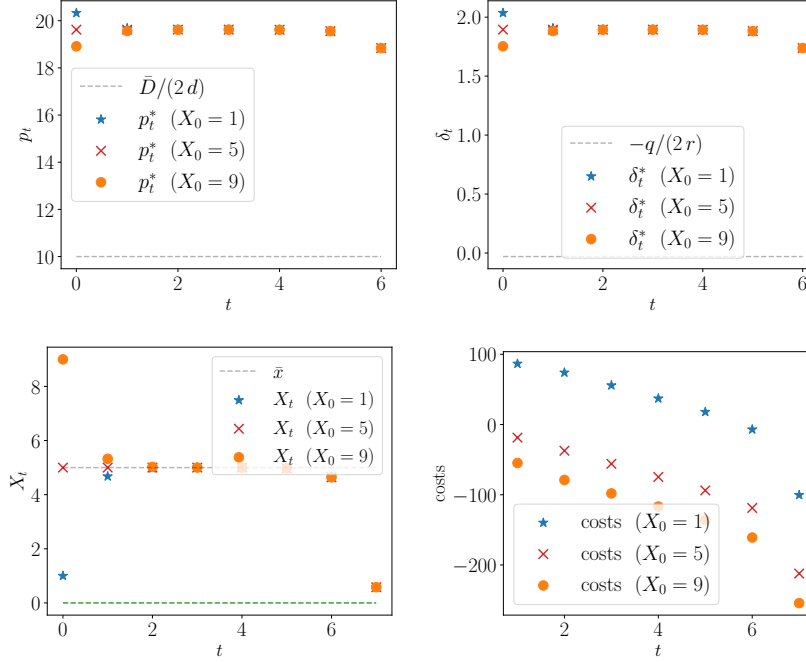 20
18
16
14
12
10
0
2
4
6
p_t
t
D̄/(2 d)
p_t^* (X_0 = 1)
p_t^* (X_0 = 5)
p_t^* (X_0 = 9)
2.0
1.5
1.0
0.5
0.0
0
2
4
6
δ_t
t
−q/(2 r)
δ_t^* (X_0 = 1)
δ_t^* (X_0 = 5)
δ_t^* (X_0 = 9)
8
6
4
2
0
0
2
4
6
X_t
t
x̄
X_t (X_0 = 1)
X_t (X_0 = 5)
X_t (X_0 = 9)
100
0
−100
−200
2
4
6
costs
t
costs (X_0 = 1)
costs (X_0 = 5)
costs (X_0 = 9)